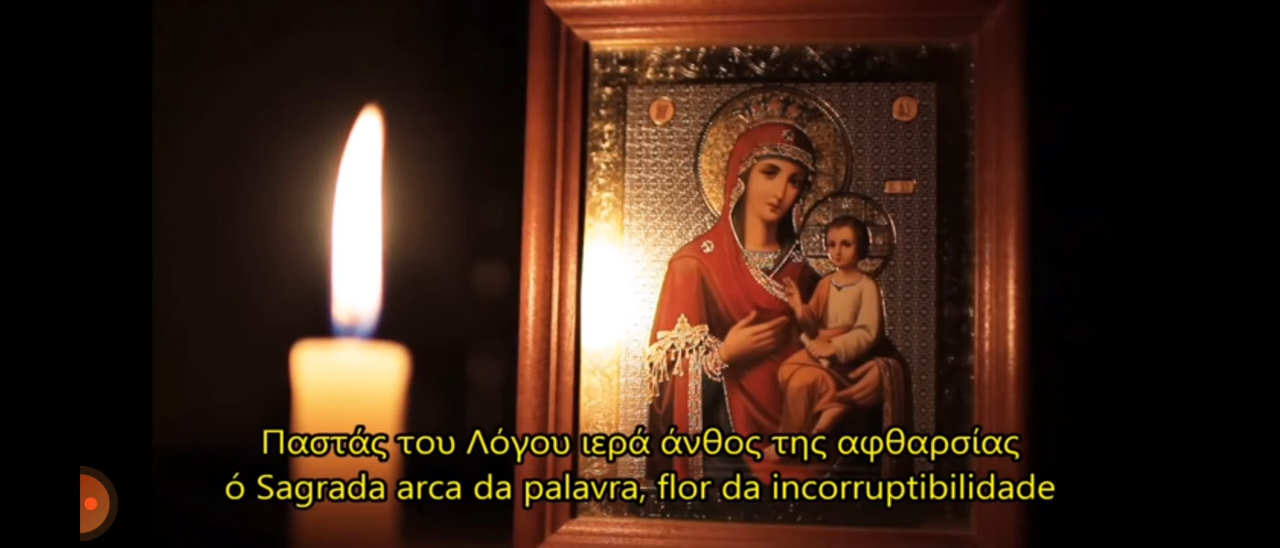 Παστάς του Λόγου ιερά άνθος της αφθαρσίας
ó Sagrada arca da palavra, flor da incorruptibilidade